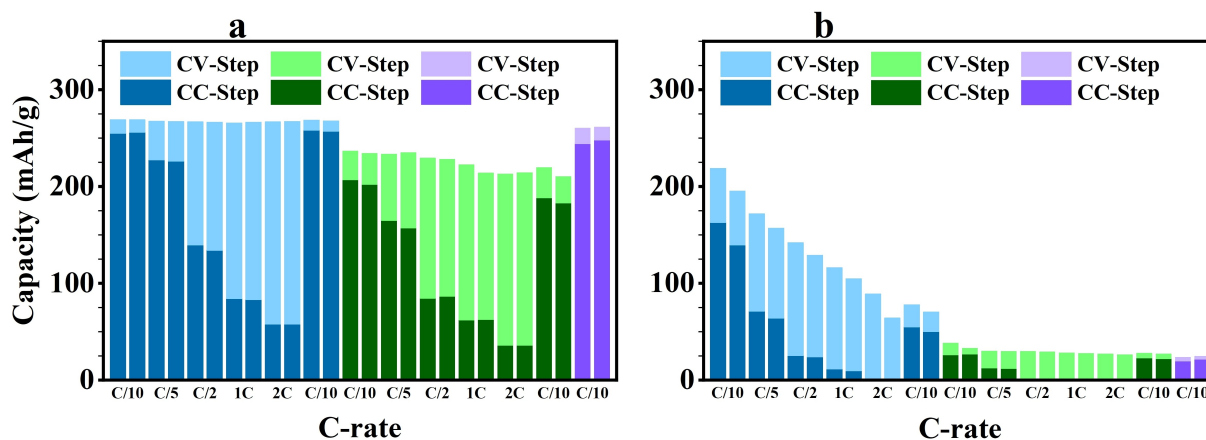 a
CV-Step CV-Step CV-Step
CC-Step CC-Step CC-Step
Capacity (mAh/g)
300
200
100
0
C/10 C/5 C/2 1C 2C C/10 C/10 C/5 C/2 1C 2C C/10 C/10
C-rate
b
CV-Step CV-Step CV-Step
CC-Step CC-Step CC-Step
300
200
100
0
C/10 C/5 C/2 1C 2C C/10 C/10 C/5 C/2 1C 2C C/10 C/10
C-rate